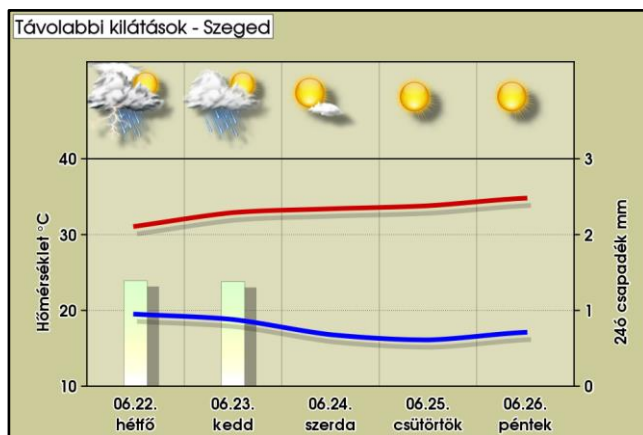 Távolabbi kilátások - Szeged
40
30
20
10
Hőmérséklet °C
3
2
1
0
24ó csapadék mm
06.22. 06.23. 06.24. 06.25. 06.26.
hétfő kedd szerda csütörtök péntek